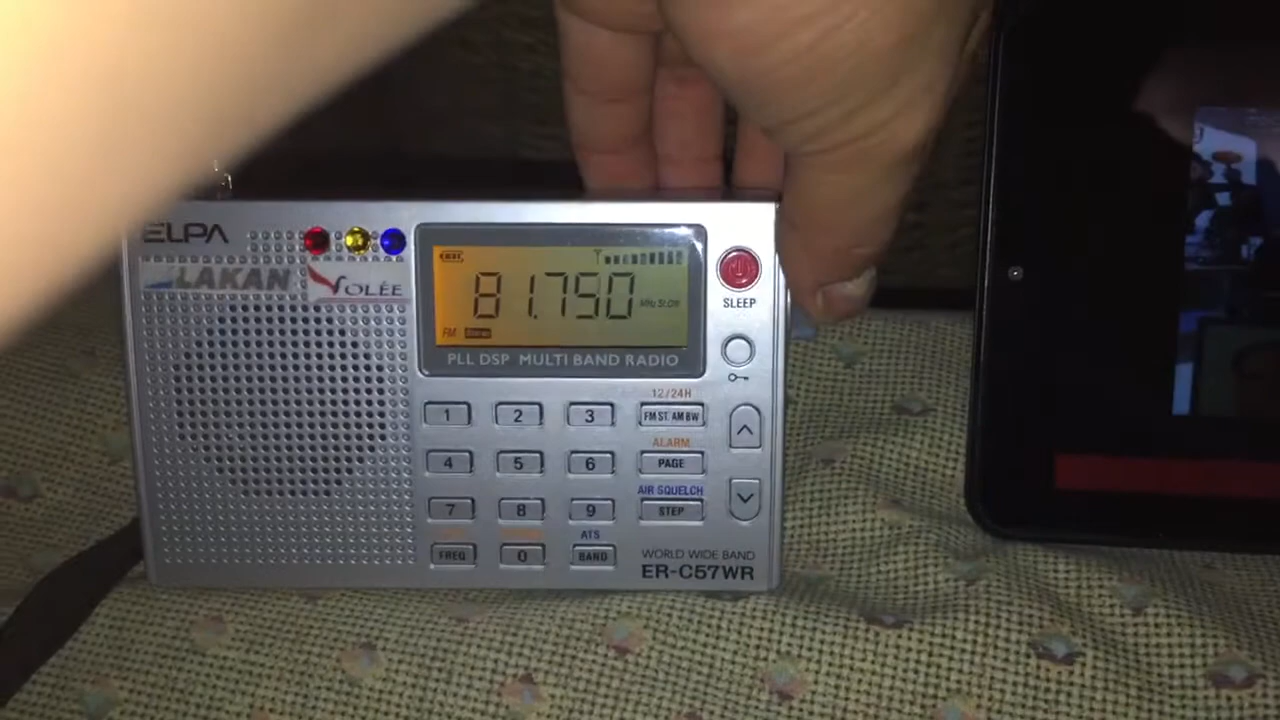 ELPA
LAKAN
VOLÉE
81.750
MHz SLOW
FM Stereo
PLL DSP MULTI BAND RADIO
SLEEP
12/24H
1 2 3 FM ST. AM BW
ALARM
4 5 6 PAGE
AIR SQUELCH
7 8 9 STEP
ATS
FREQ 0 BAND
WORLD WIDE BAND
ER-C57WR